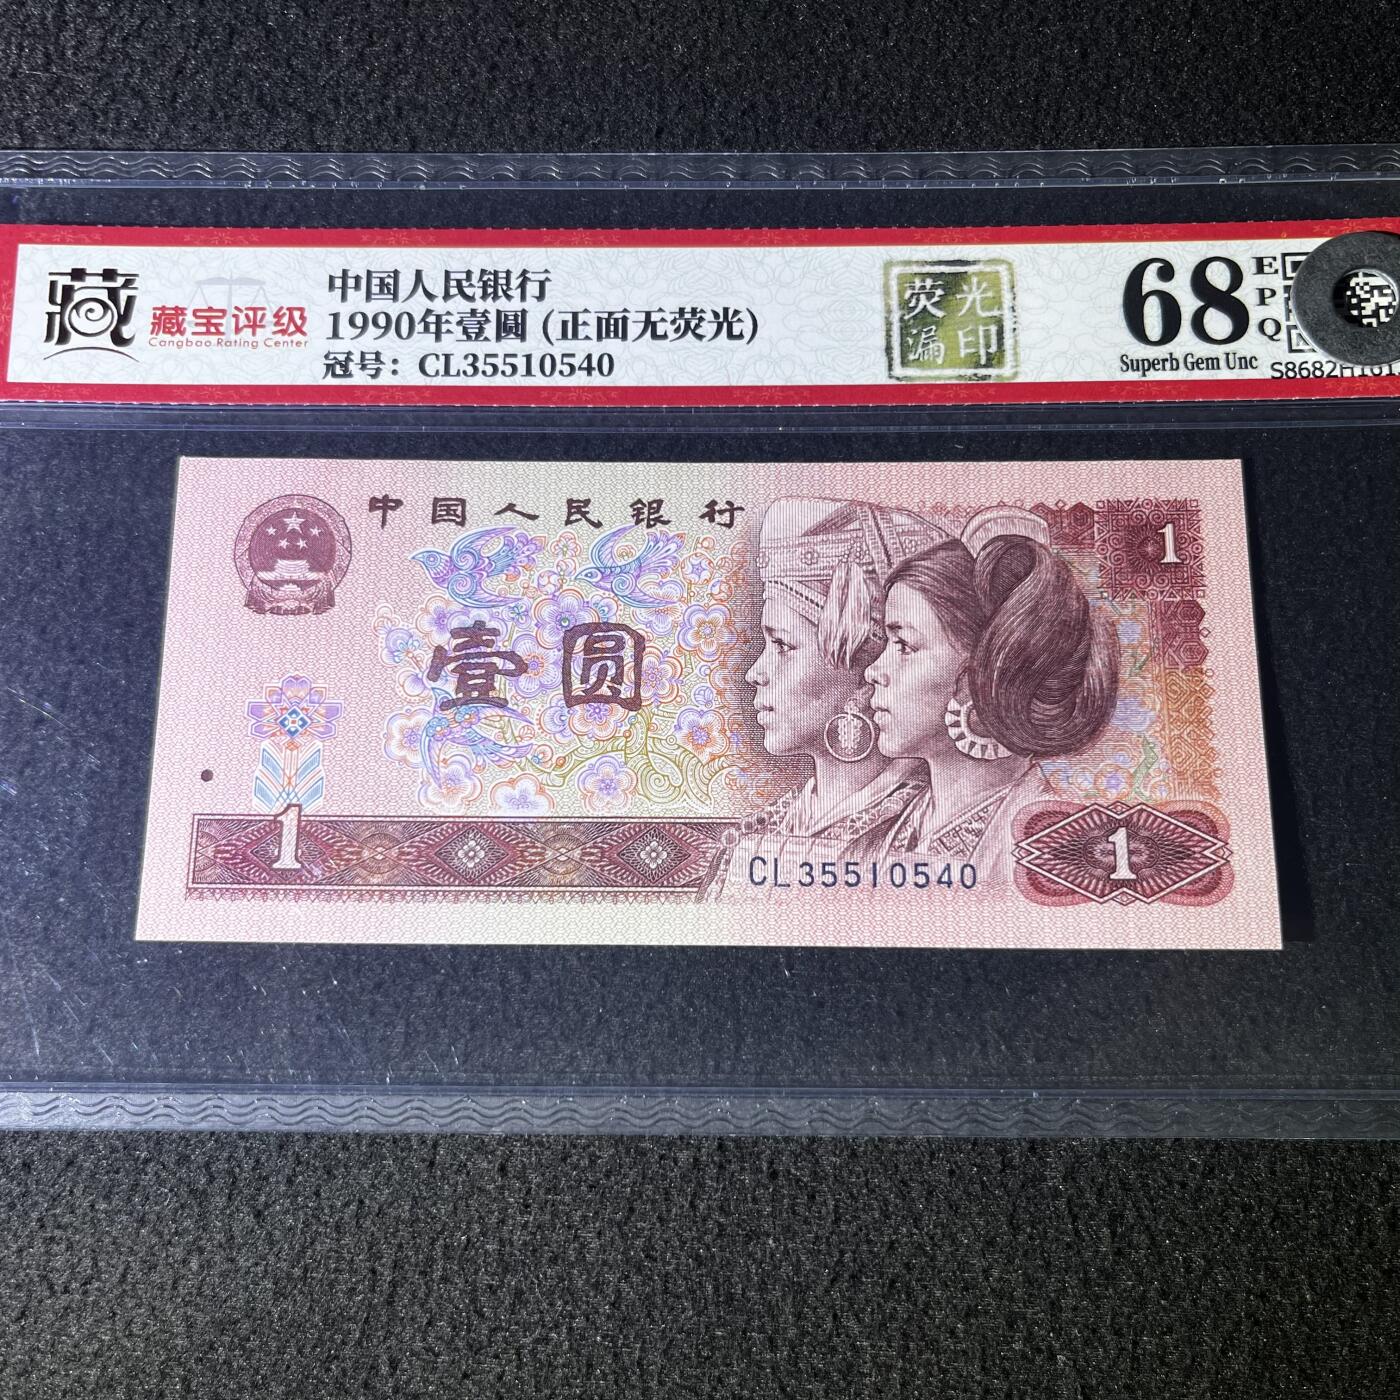 藏
藏宝评级
Cangbao Rating Center
中国人民银行
1990年壹圆 (正面无荧光)
冠号: CL35510540
荧光
漏印
68
EPQ
Superb Gem Unc
中国人民银行
1
壹圆
1
1
CL35510540